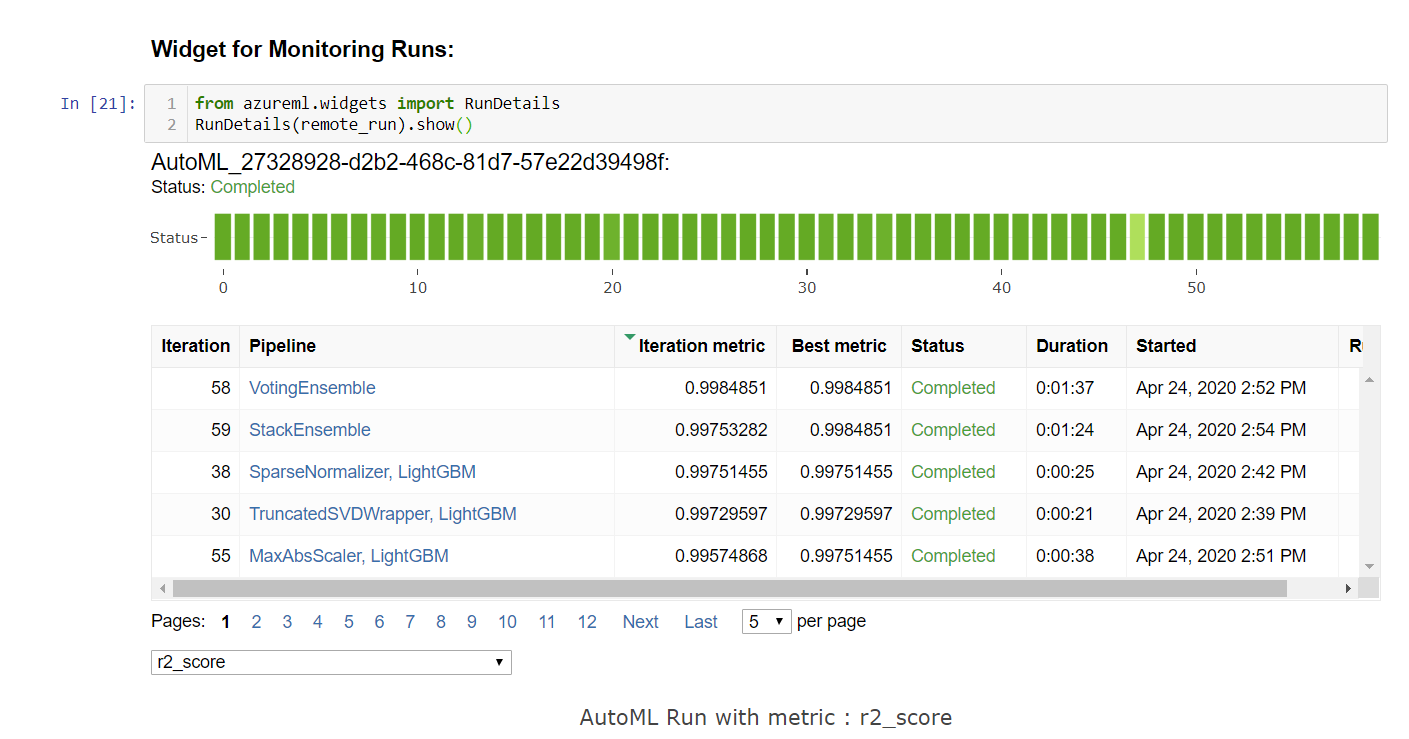 Widget for Monitoring Runs:
In [21]:
1 from azureml.widgets import RunDetails
2 RunDetails(remote_run).show()
AutoML_27328928-d2b2-468c-81d7-57e22d39498f:
Status: Completed
Status
0 10 20 30 40 50
Iteration Pipeline Iteration metric Best metric Status Duration Started
58 VotingEnsemble 0.9984851 0.9984851 Completed 0:01:37 Apr 24, 2020 2:52 PM
59 StackEnsemble 0.99753282 0.9984851 Completed 0:01:24 Apr 24, 2020 2:54 PM
38 SparseNormalizer, LightGBM 0.99751455 0.99751455 Completed 0:00:25 Apr 24, 2020 2:42 PM
30 TruncatedSVDWrapper, LightGBM 0.99729597 0.99729597 Completed 0:00:21 Apr 24, 2020 2:39 PM
55 MaxAbsScaler, LightGBM 0.99574868 0.99751455 Completed 0:00:38 Apr 24, 2020 2:51 PM
Pages: 1 2 3 4 5 6 7 8 9 10 11 12 Next Last 5 per page
r2_score
AutoML Run with metric : r2_score